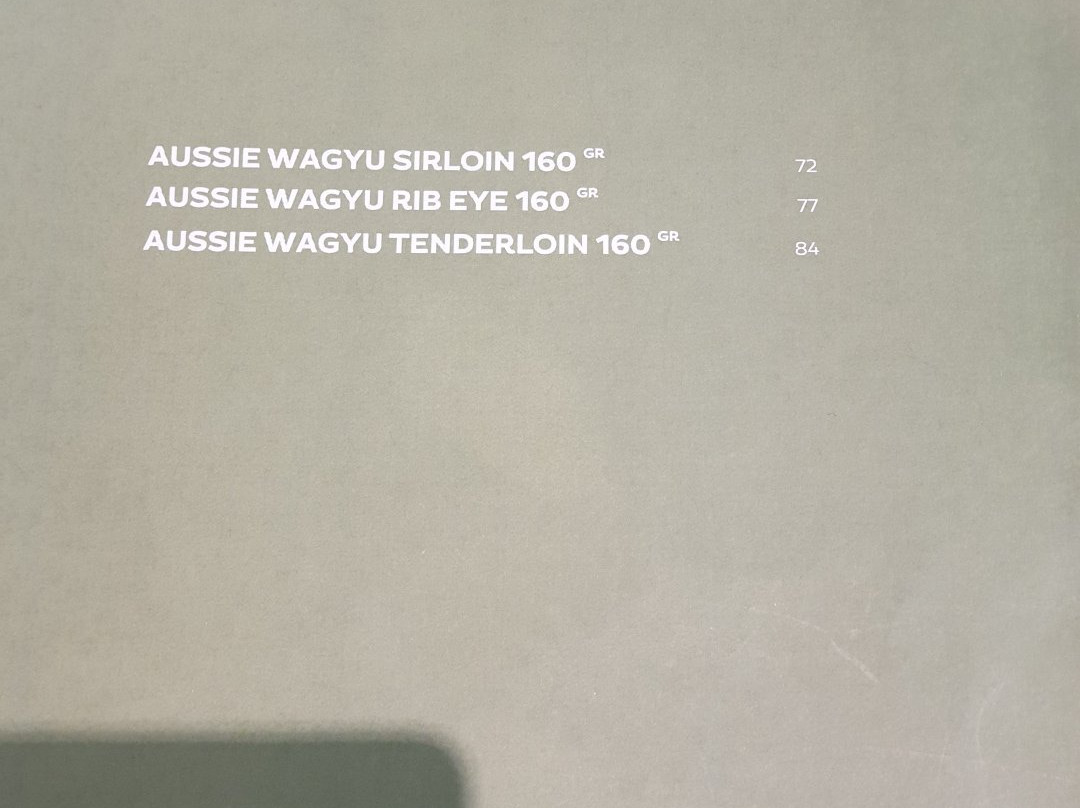 AUSSIE WAGYU SIRLOIN 160 GR 72
AUSSIE WAGYU RIB EYE 160 GR 77
AUSSIE WAGYU TENDERLOIN 160 GR 84